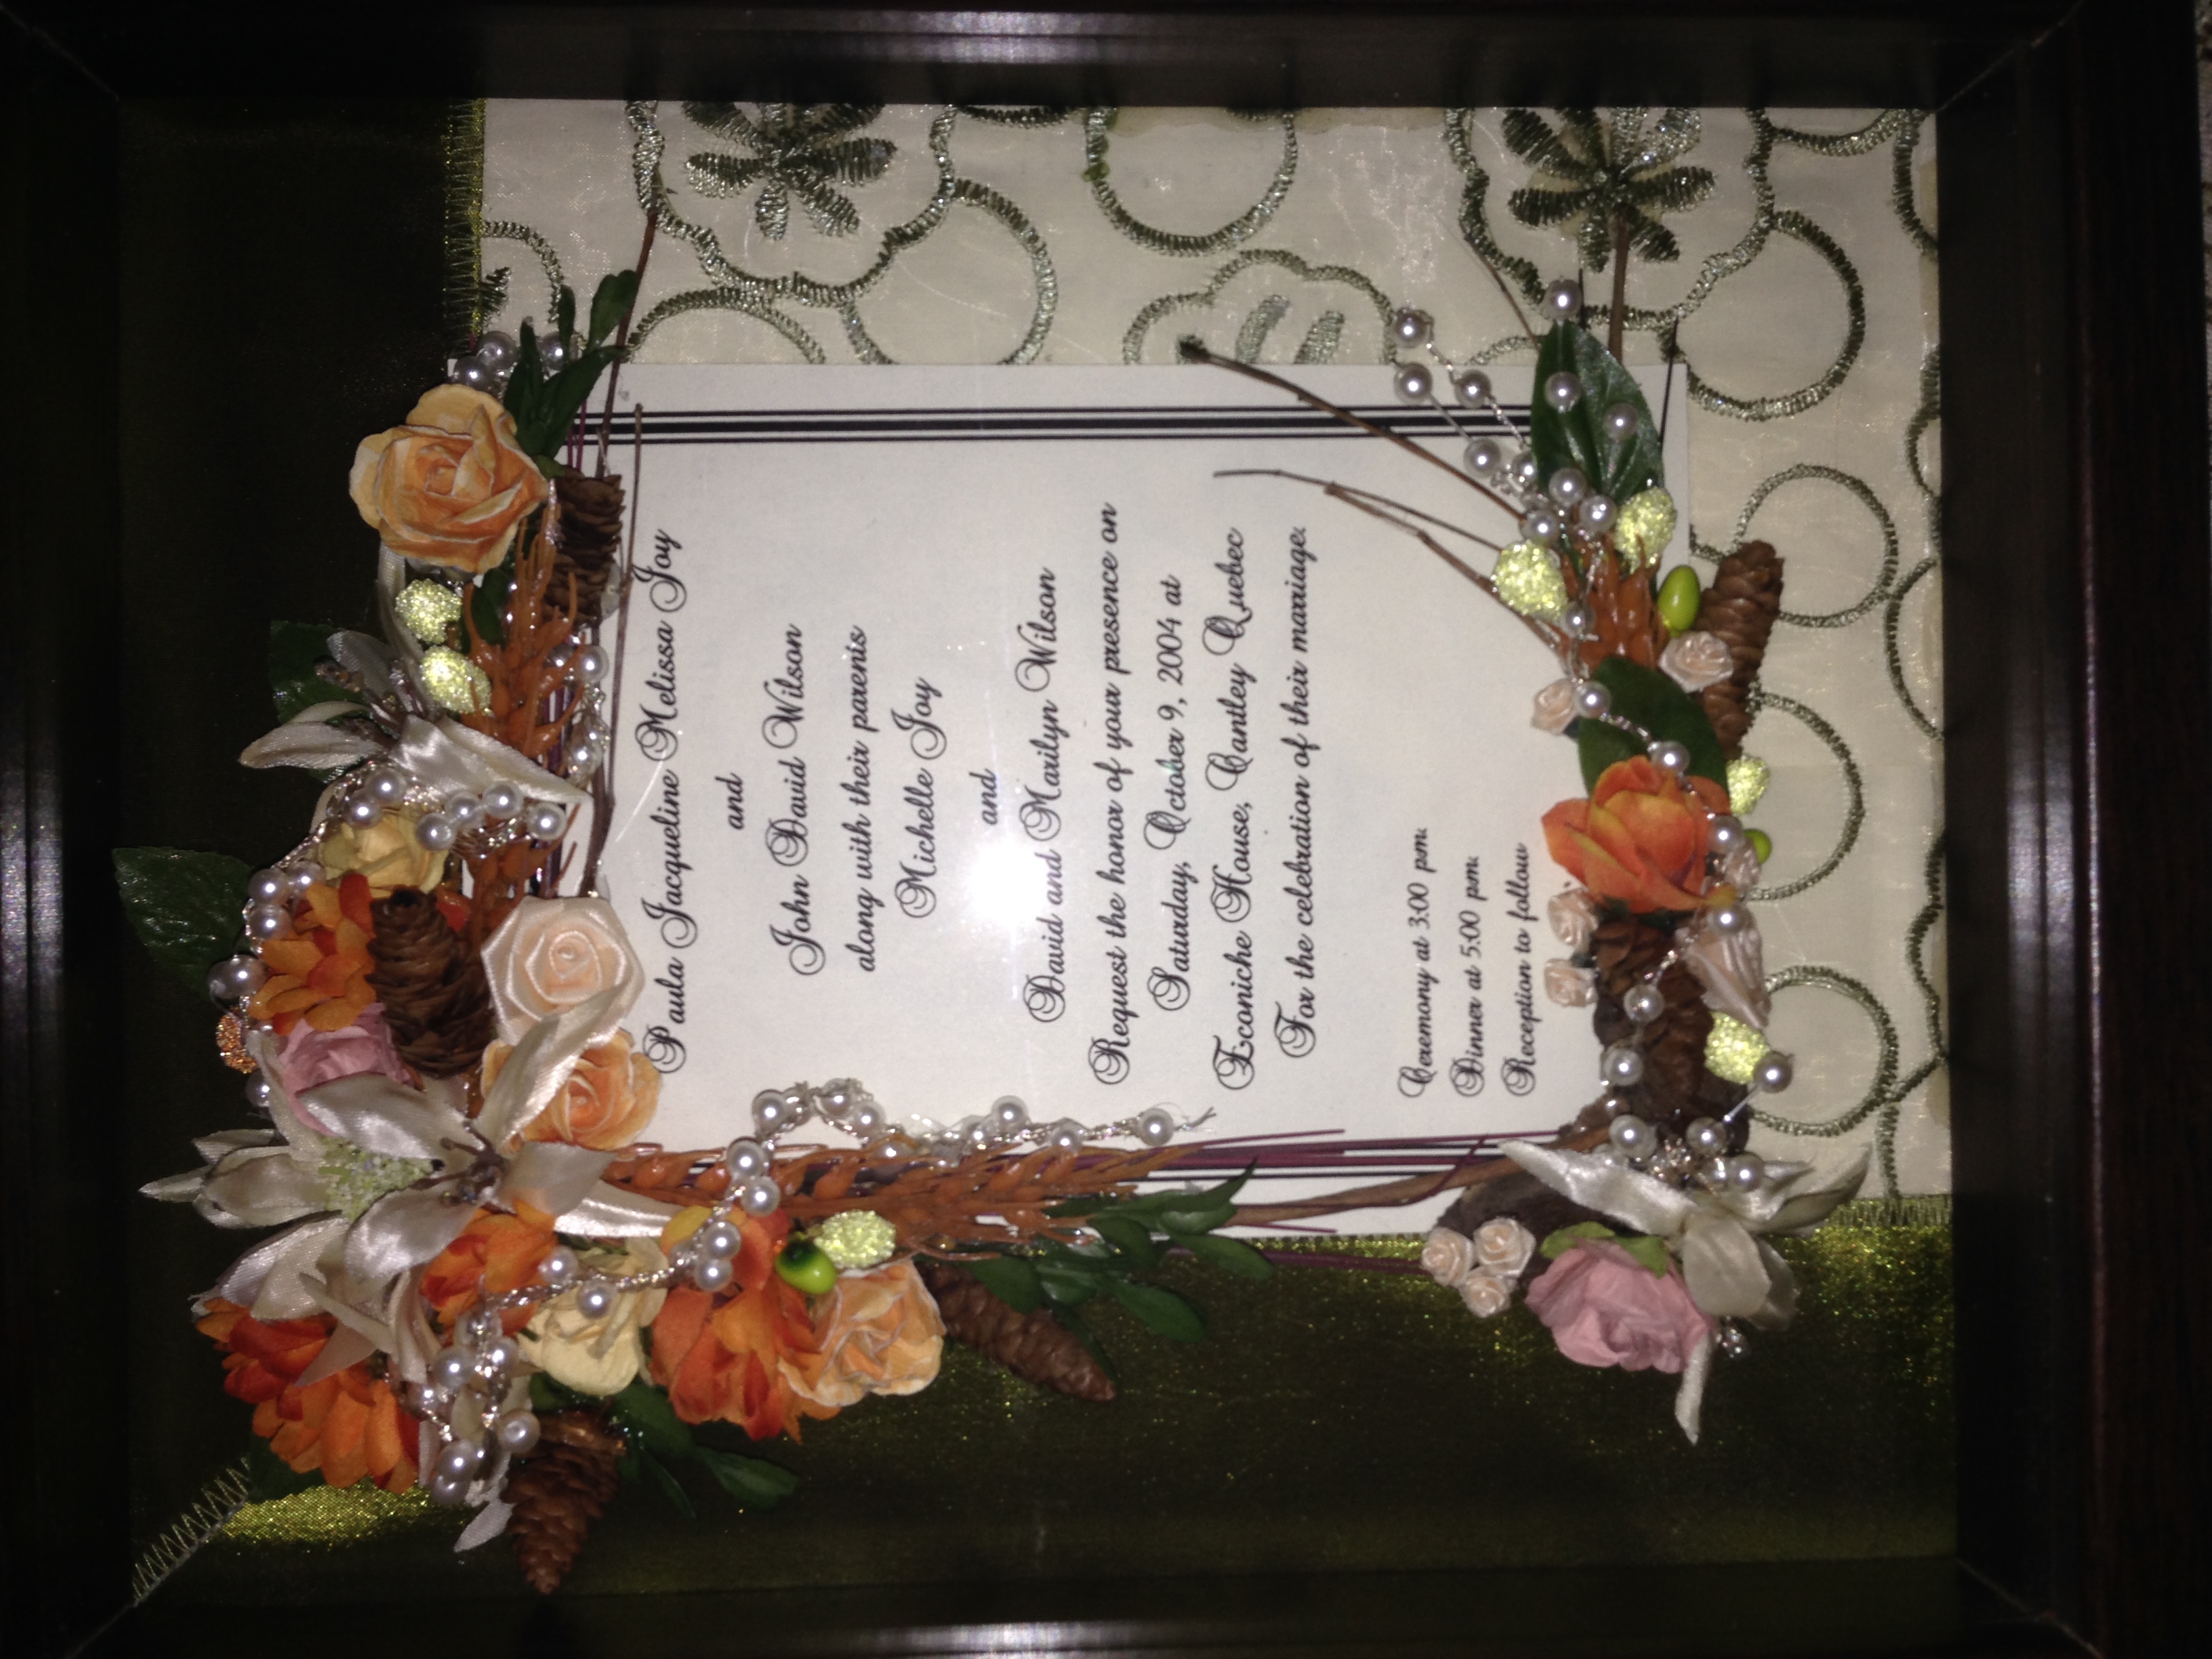 Paula Jacqueline Melissa Joy
and
John David Wilson
along with their parents
Michelle Joy
and
David and Marilyn Wilson
Request the honor of your presence on
Saturday, October 9, 2004 at
Econiche House, Cantley Quebec
For the celebration of their marriage.
Ceremony at 3:00 p.m.
Dinner at 5:00 p.m.
Reception to follow